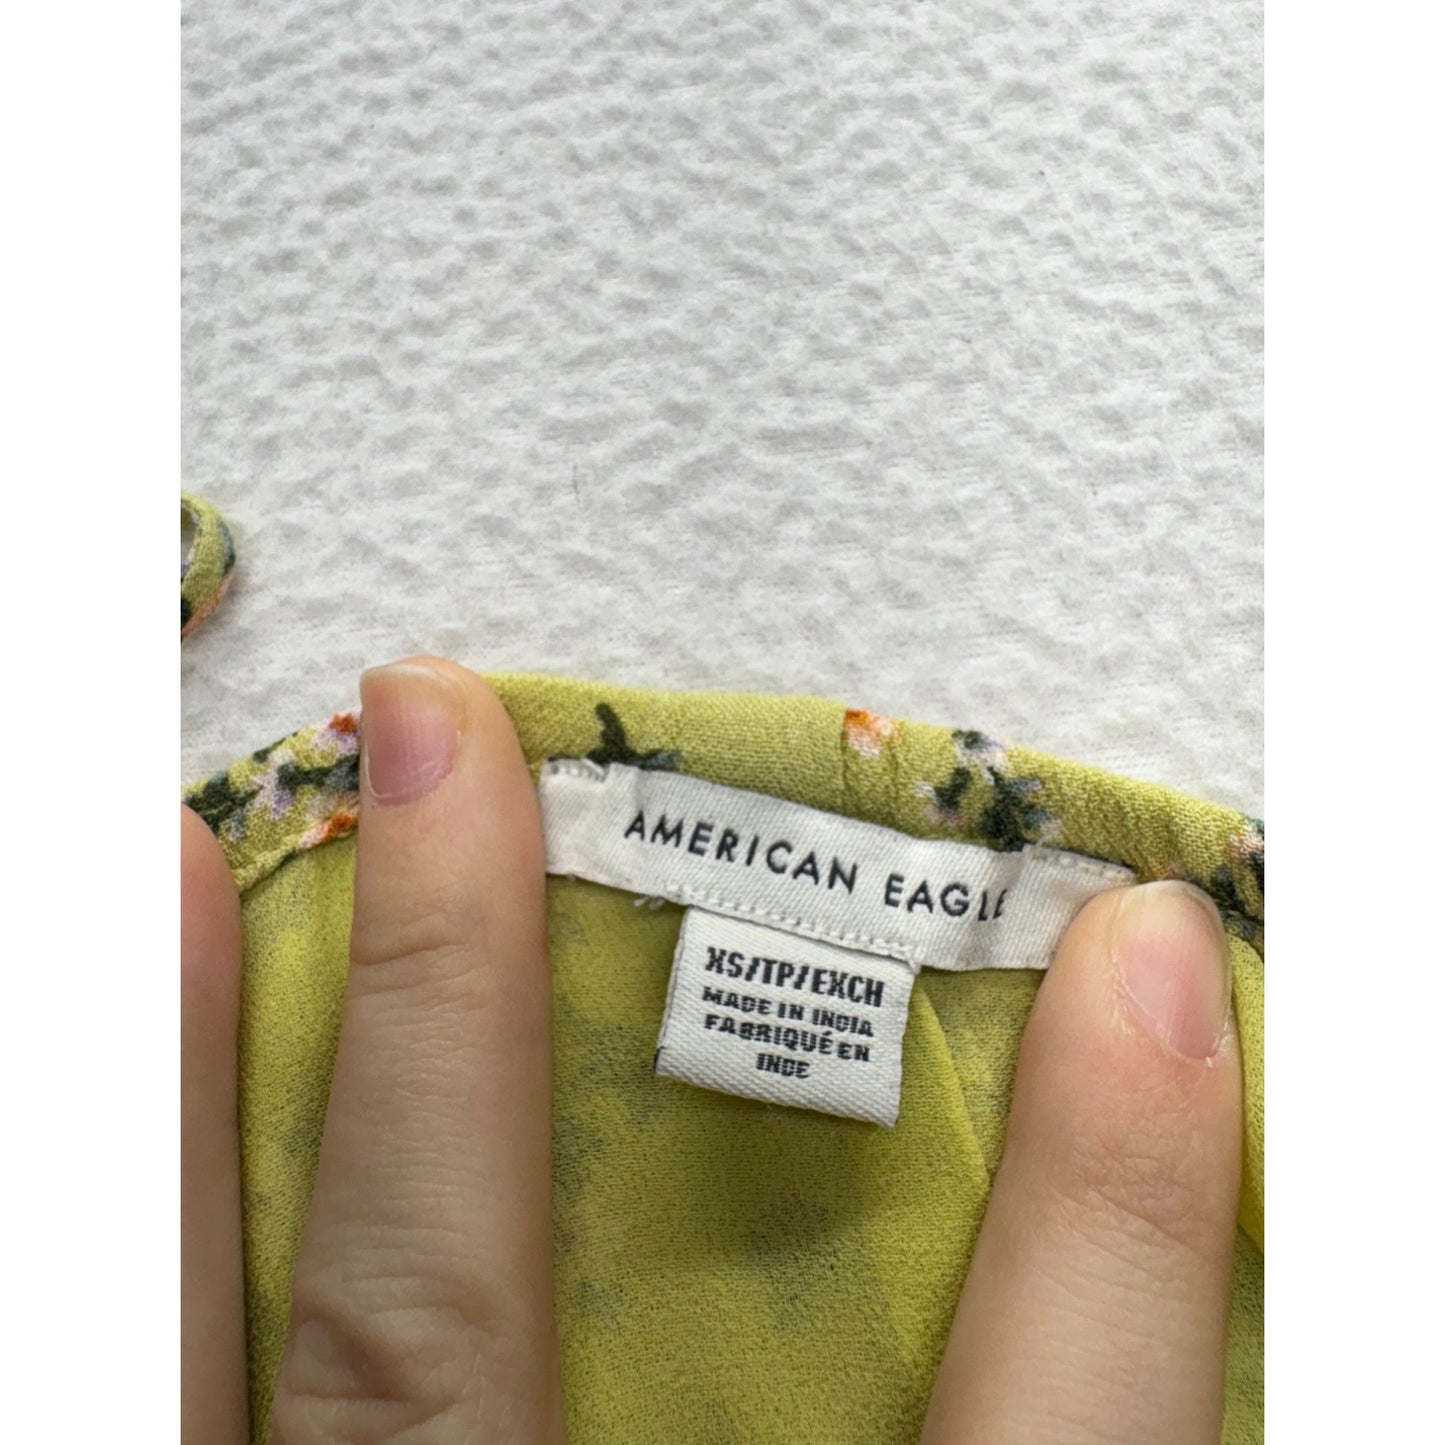 AMERICAN EAGLE
XS/TP/EXCH
MADE IN INDIA
FABRIQUÉ EN
INDE